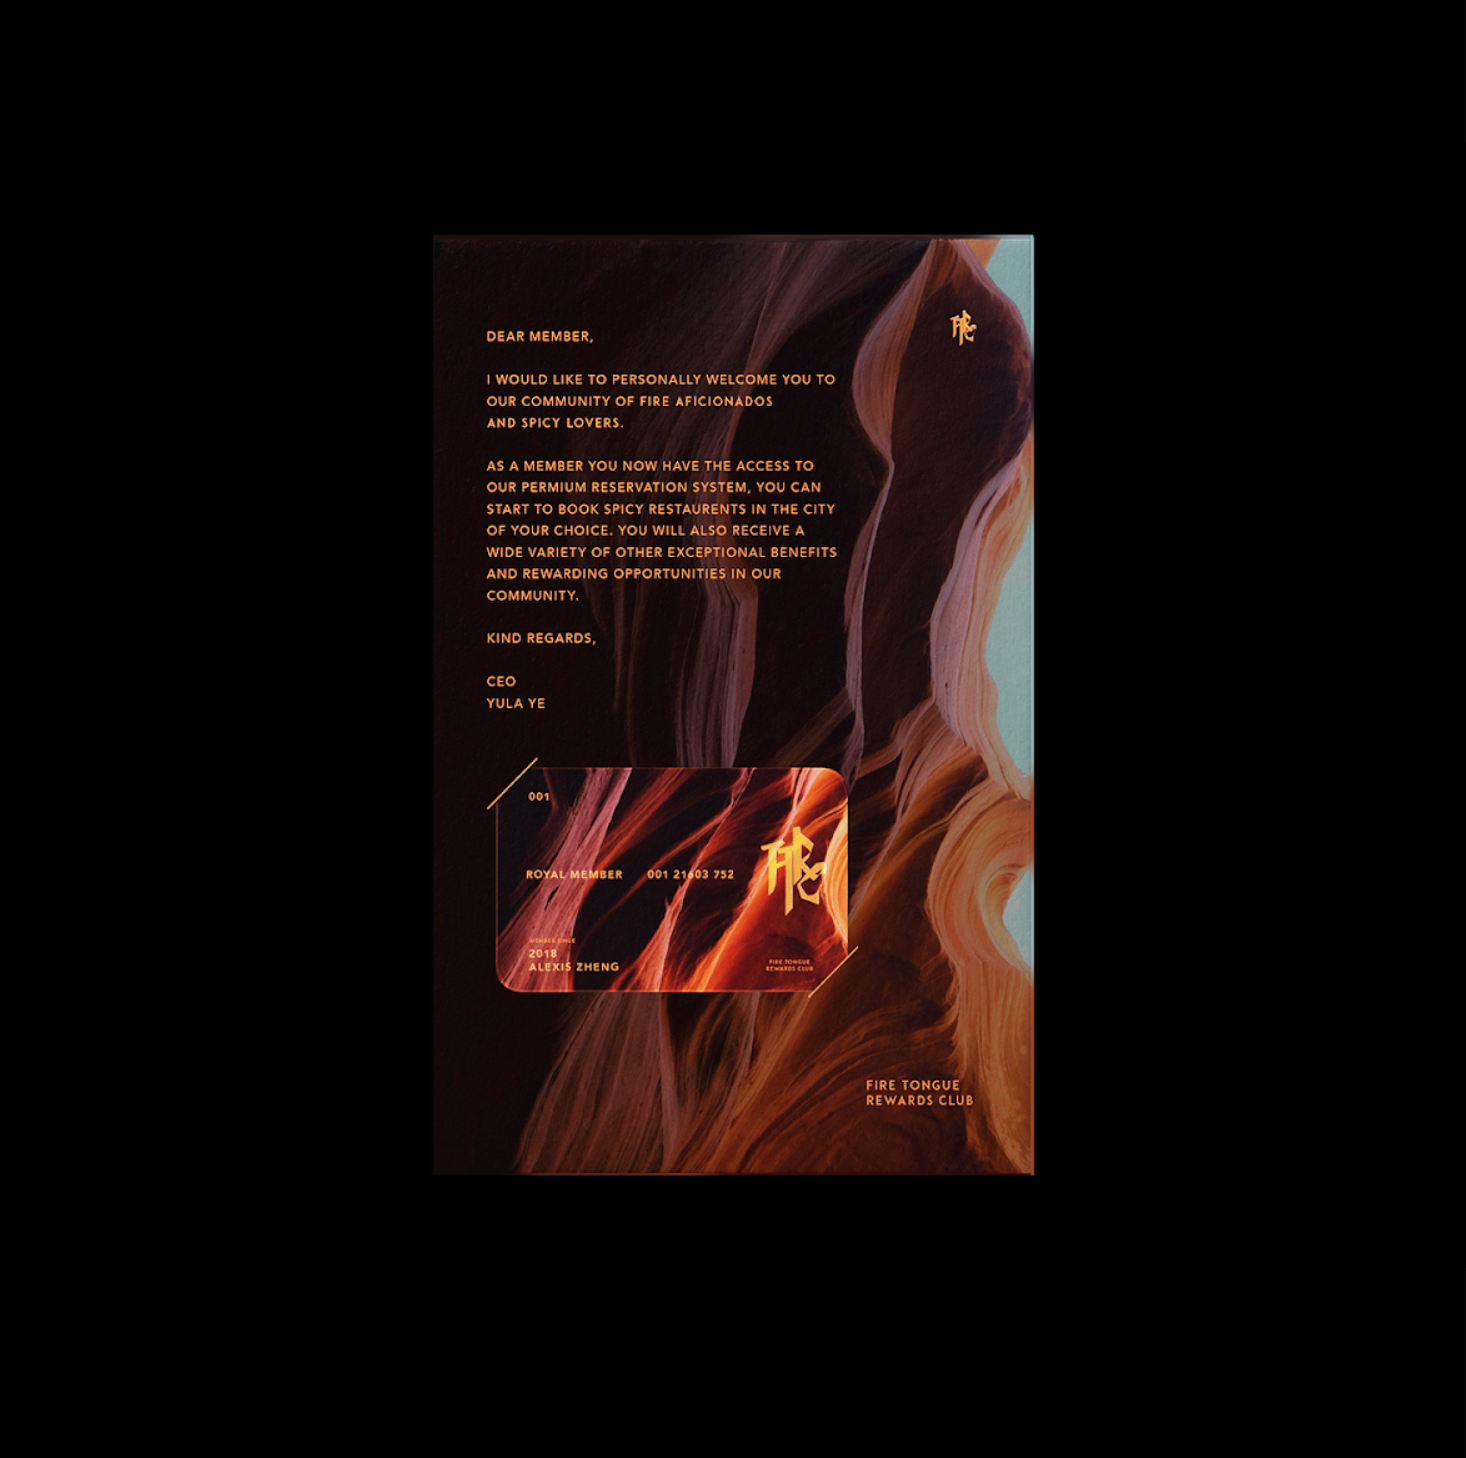 DEAR MEMBER,
I WOULD LIKE TO PERSONALLY WELCOME YOU TO
OUR COMMUNITY OF FIRE AFICIONADOS
AND SPICY LOVERS.
AS A MEMBER YOU NOW HAVE THE ACCESS TO
OUR PERMIUM RESERVATION SYSTEM, YOU CAN
START TO BOOK SPICY RESTAURENTS IN THE CITY
OF YOUR CHOICE. YOU WILL ALSO RECEIVE A
WIDE VARIETY OF OTHER EXCEPTIONAL BENEFITS
AND REWARDING OPPORTUNITIES IN OUR
COMMUNITY.
KIND REGARDS,
CEO
YULA YE
001
ROYAL MEMBER 001 21603 752
MEMBER SINCE
2018
ALEXIS ZHENG
FIRE TONGUE
REWARDS CLUB
FIRE TONGUE
REWARDS CLUB